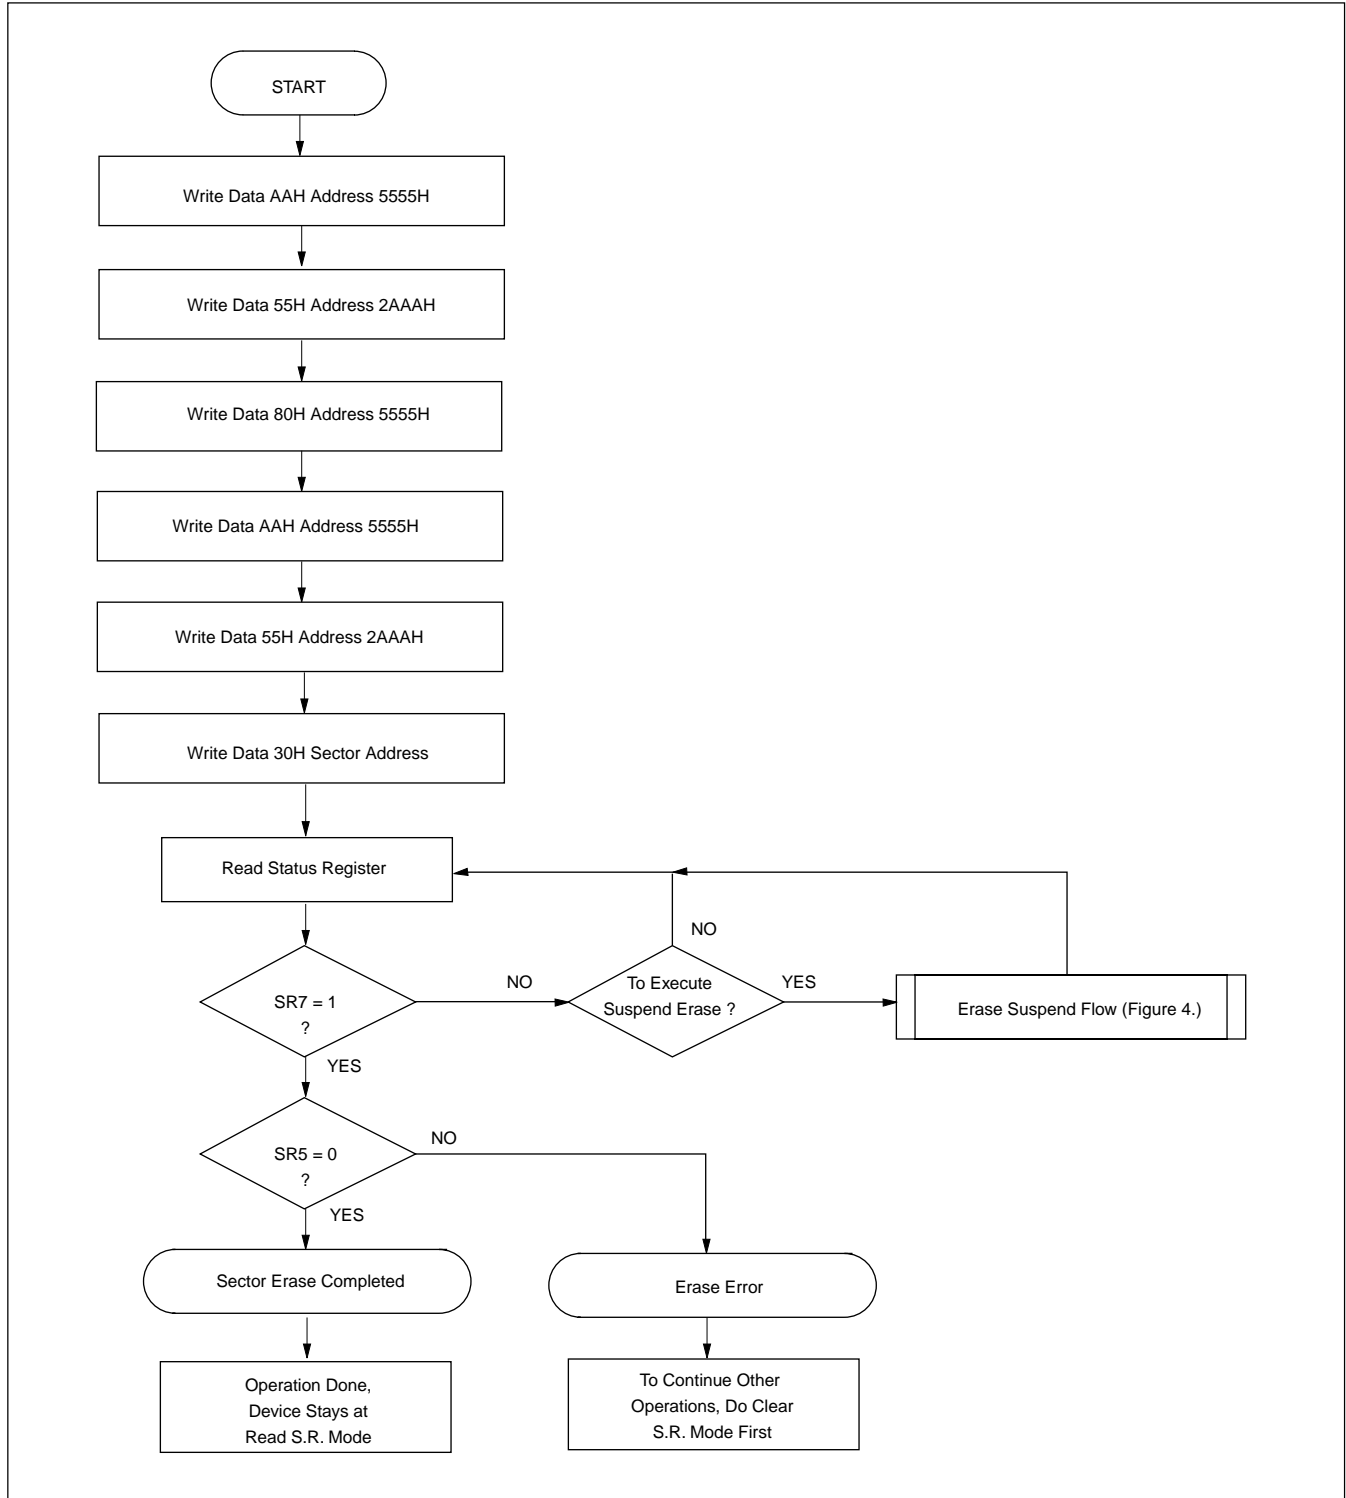 START
Write Data AAH Address 5555H
Write Data 55H Address 2AAAH
Write Data 80H Address 5555H
Write Data AAH Address 5555H
Write Data 55H Address 2AAAH
Write Data 30H Sector Address
Read Status Register
NO
SR7 = 1
?
NO
To Execute
Suspend Erase ?
YES
Erase Suspend Flow (Figure 4.)
YES
SR5 = 0
?
NO
YES
Sector Erase Completed
Erase Error
Operation Done,
Device Stays at
Read S.R. Mode
To Continue Other
Operations, Do Clear
S.R. Mode First